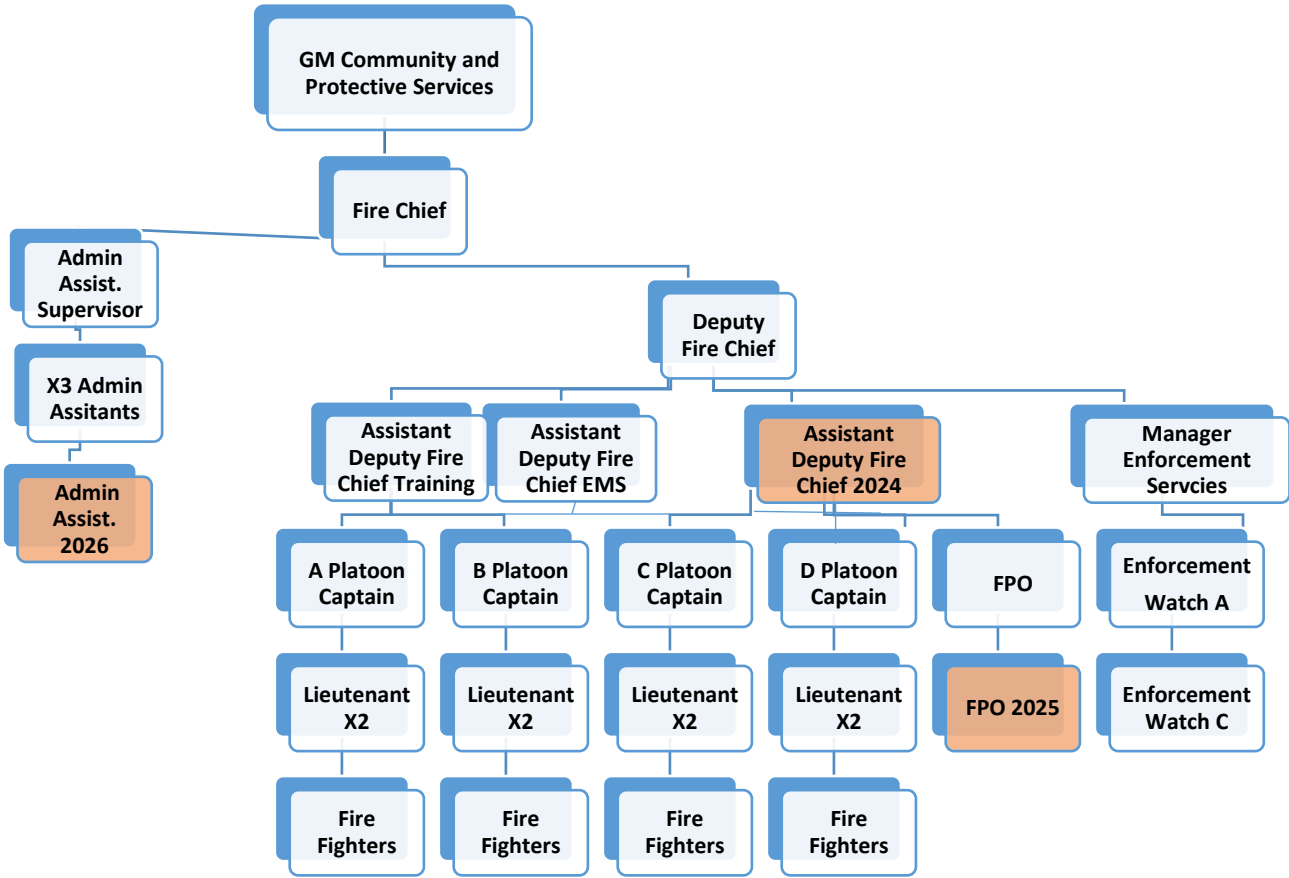 GM Community and
Protective Services
Fire Chief
Admin
Assist.
Supervisor
Deputy
Fire Chief
X3 Admin
Assitants
Assistant
Deputy Fire
Chief Training
Assistant
Deputy Fire
Chief EMS
Assistant
Deputy Fire
Chief 2024
Manager
Enforcement
Servcies
Admin
Assist.
2026
A Platoon
Captain
B Platoon
Captain
C Platoon
Captain
D Platoon
Captain
FPO
Enforcement
Watch A
Lieutenant
X2
Lieutenant
X2
Lieutenant
X2
Lieutenant
X2
FPO 2025
Enforcement
Watch C
Fire
Fighters
Fire
Fighters
Fire
Fighters
Fire
Fighters